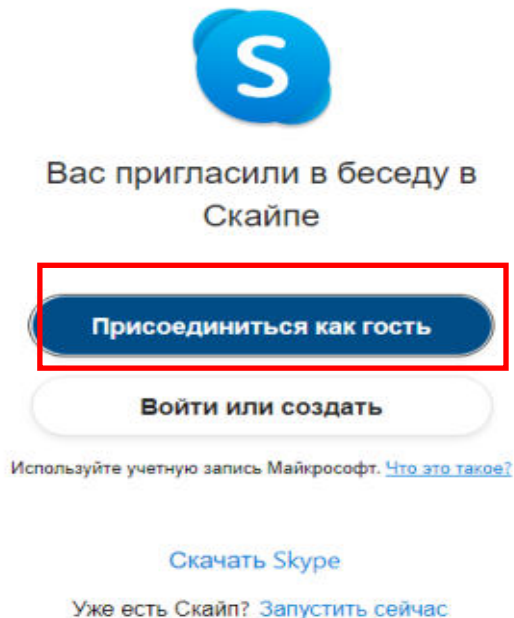 S
Вас пригласили в беседу в
Скайпе
Присоединиться как гость
Войти или создать
Используйте учетную запись Майкрософт. Что это такое?
Скачать Skype
Уже есть Скайп? Запустить сейчас